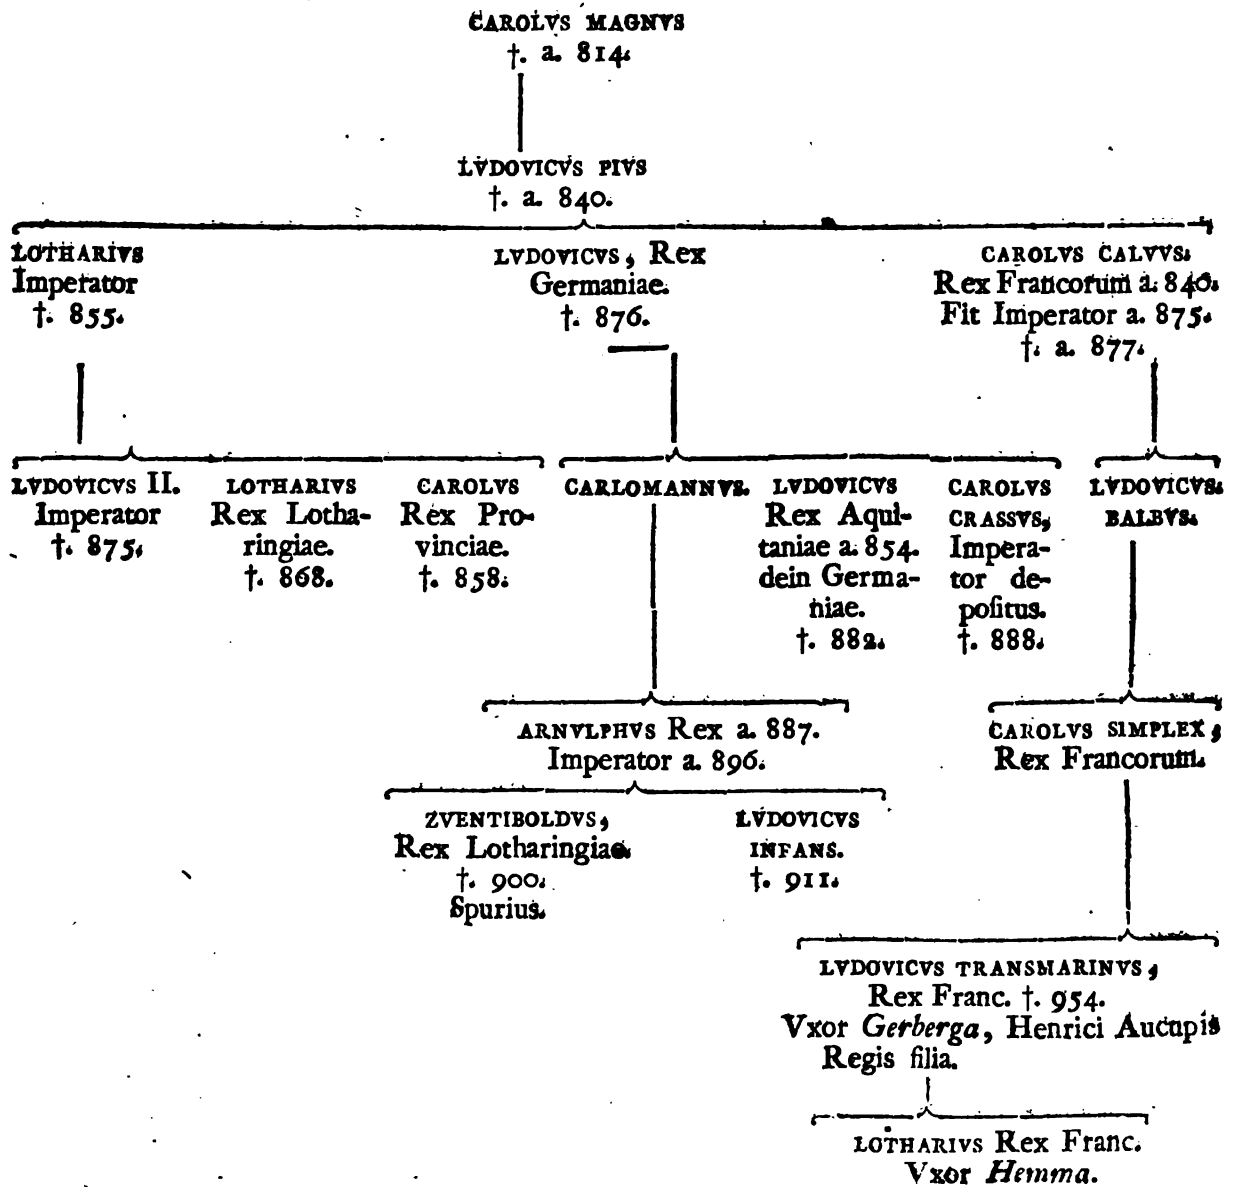 CAROLVS MAGNVS
†. a. 814.
LVDOVICVS PIVS
†. a. 840.
LOTHARIVS
Imperator
†. 855.
LVDOVICVS, Rex
Germaniae.
†. 876.
CAROLVS CALVVS.
Rex Francorum a. 840.
Fit Imperator a. 875.
†. a. 877.
LVDOVICVS II.
Imperator
†. 875.
LOTHARIVS
Rex Lotha-
ringiae.
†. 868.
CAROLVS
Rex Pro-
vinciae.
†. 858.
CARLOMANNVS.
LVDOVICVS
Rex Aqui-
taniae a. 854.
dein Germa-
niae.
†. 882.
CAROLVS
CRASSVS,
Impera-
tor de-
poſitus.
†. 888.
LVDOVICVS.
BALBVS.
ARNVLPHVS Rex a. 887.
Imperator a. 896.
CAROLVS SIMPLEX,
Rex Francorum.
ZVENTIBOLDVS,
Rex Lotharingiae.
†. 900.
Spurius.
LVDOVICVS
INFANS.
†. 911.
LVDOVICVS TRANSMARINVS,
Rex Franc. †. 954.
Vxor Gerberga, Henrici Aucupis
Regis filia.
LOTHARIVS Rex Franc.
Vxor Hemma.